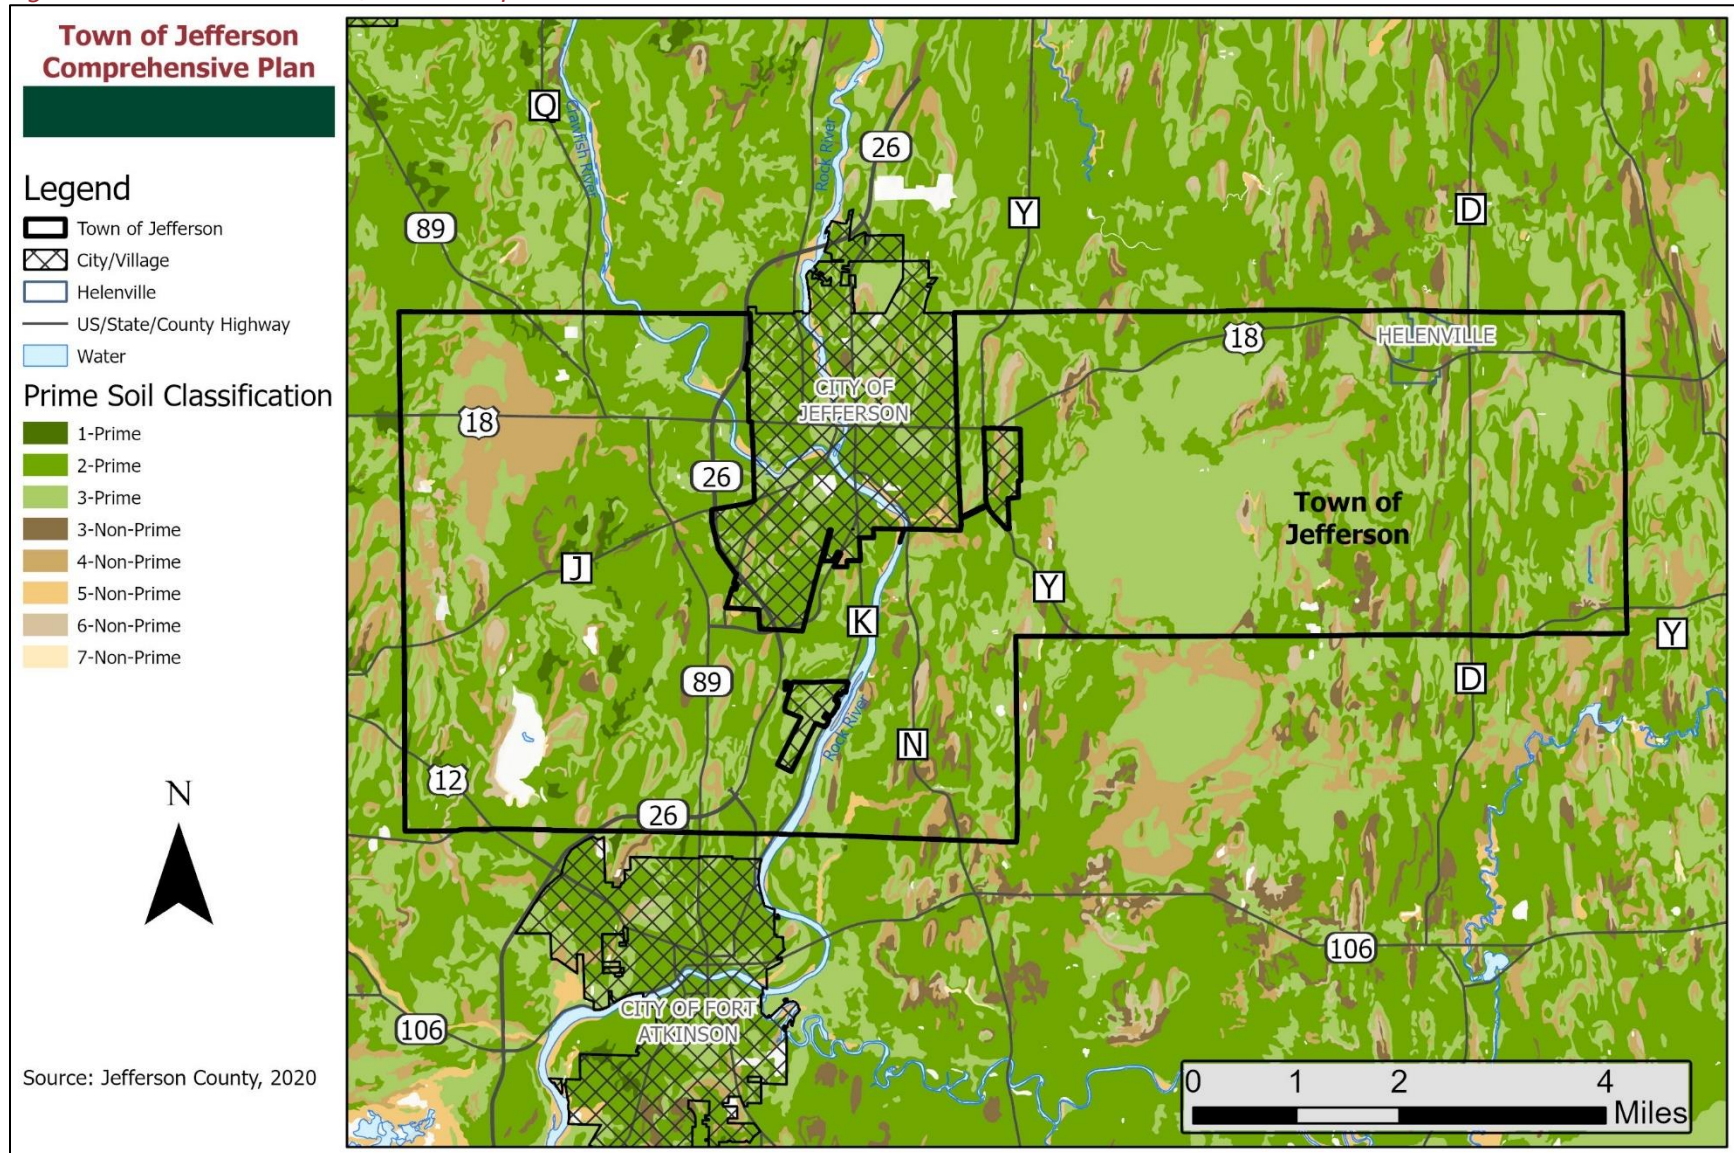 Town of Jefferson
Comprehensive Plan
Legend
Town of Jefferson
City/Village
Helenville
US/State/County Highway
Water
Prime Soil Classification
1-Prime
2-Prime
3-Prime
3-Non-Prime
4-Non-Prime
5-Non-Prime
6-Non-Prime
7-Non-Prime
N
Source: Jefferson County, 2020
Q
Crawfish River
Rock River
26
89
Y
D
18
HELENVILLE
CITY OF
JEFFERSON
18
26
Town of
Jefferson
J
Y
K
Y
89
D
Rock River
N
12
26
106
CITY OF FORT
ATKINSON
106
0 1 2 4
Miles